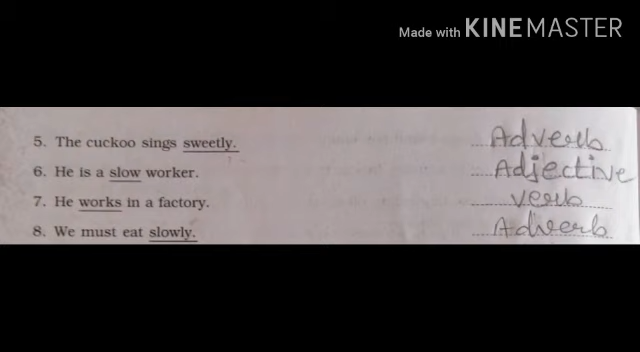 Made with KINEMASTER
5. The cuckoo sings sweetly. Adverb
6. He is a slow worker. Adjective
7. He works in a factory. verb
8. We must eat slowly. Adverb